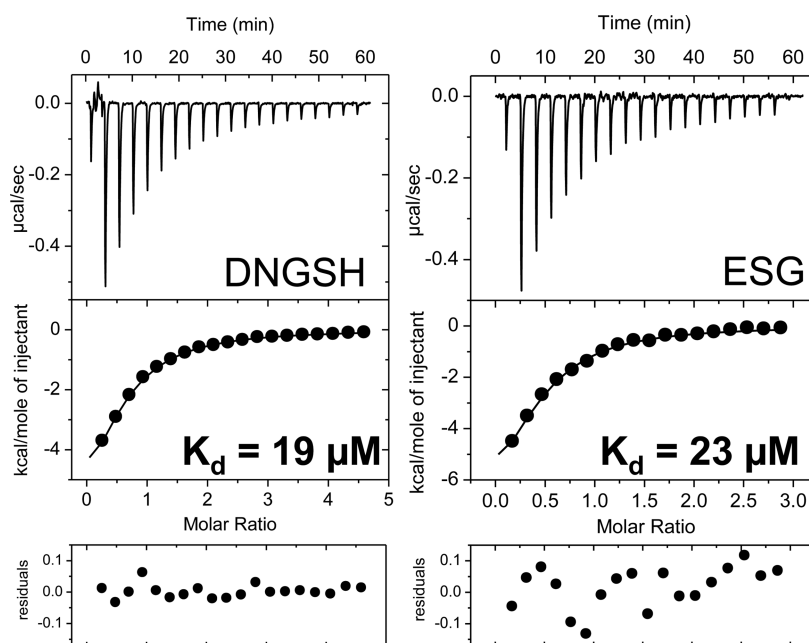 Time (min)
0 10 20 30 40 50 60
0.0
-0.2
-0.4
µcal/sec
DNGSH
0
-2
-4
kcal/mole of injectant
Kd = 19 µM
0 1 2 3 4 5
Molar Ratio
0.1
0.0
-0.1
residuals
Time (min)
0 10 20 30 40 50 60
0.0
-0.2
-0.4
µcal/sec
ESG
0
-2
-4
-6
kcal/mole of injectant
Kd = 23 µM
0.0 0.5 1.0 1.5 2.0 2.5 3.0
Molar Ratio
0.1
0.0
-0.1
residuals